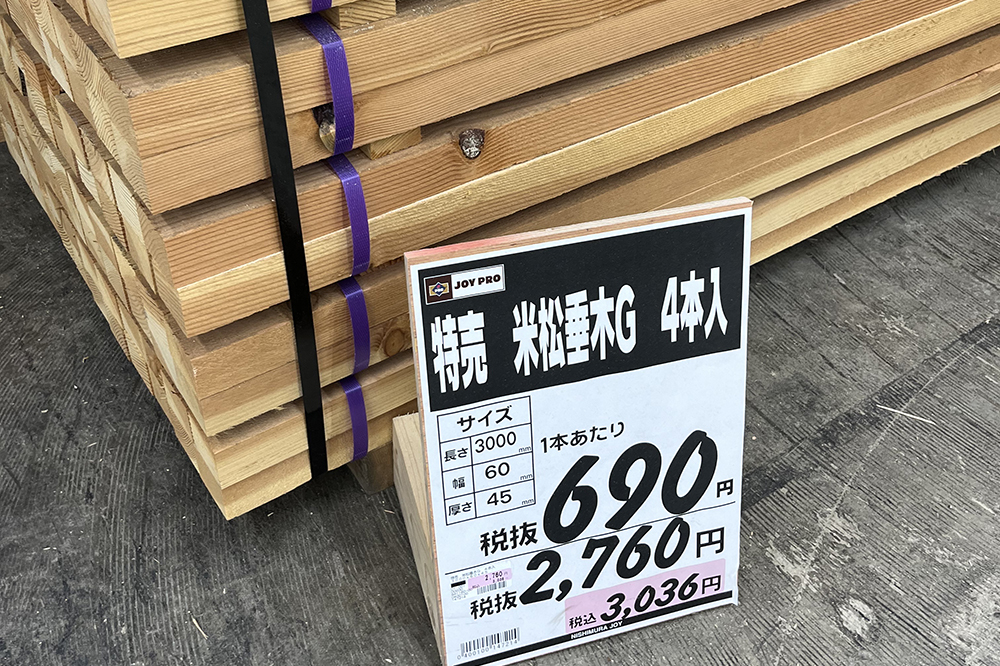 JOY PRO
特売 米松垂木G 4本入
サイズ
長さ 3000 mm
幅 60 mm
厚さ 45 mm
1本あたり
税抜 690円
2,760
税抜 2,760円
税込 3,036円
NISHIMURA JOY